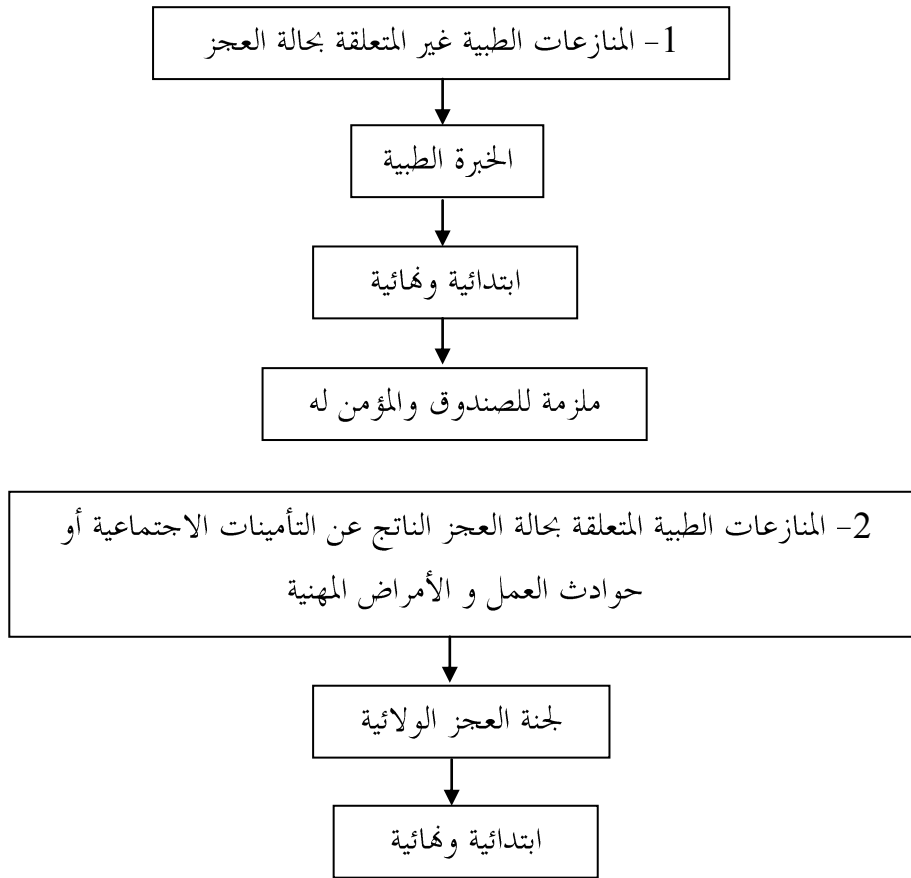 1- المنازعات الطبية غير المتعلقة بحالة العجز
الخبرة الطبية
ابتدائية ونهائية
ملزمة للصندوق والمؤمن له
2- المنازعات الطبية المتعلقة بحالة العجز الناتج عن التأمينات الاجتماعية أو
حوادث العمل و الأمراض المهنية
لجنة العجز الولائية
ابتدائية ونهائية